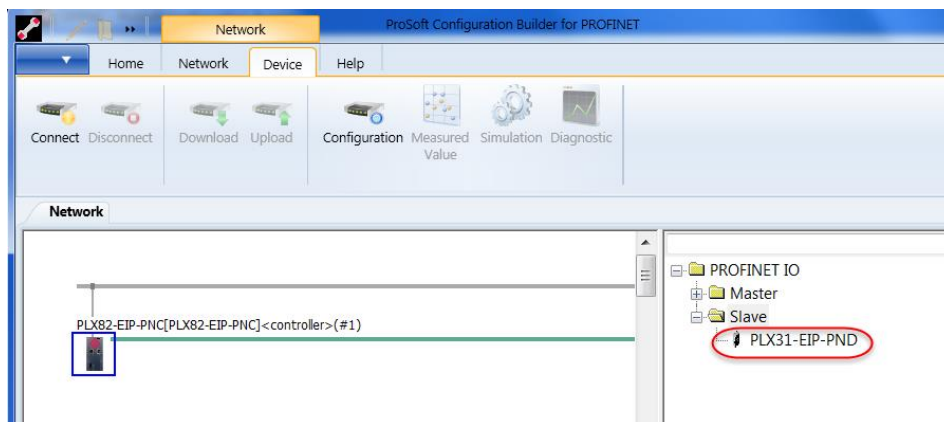 Network
ProSoft Configuration Builder for PROFINET
Home Network Device Help
Connect Disconnect Download Upload Configuration Measured Value Simulation Diagnostic
Network
PROFINET IO
Master
Slave
PLX31-EIP-PND
PLX82-EIP-PNC[PLX82-EIP-PNC]<controller>(#1)